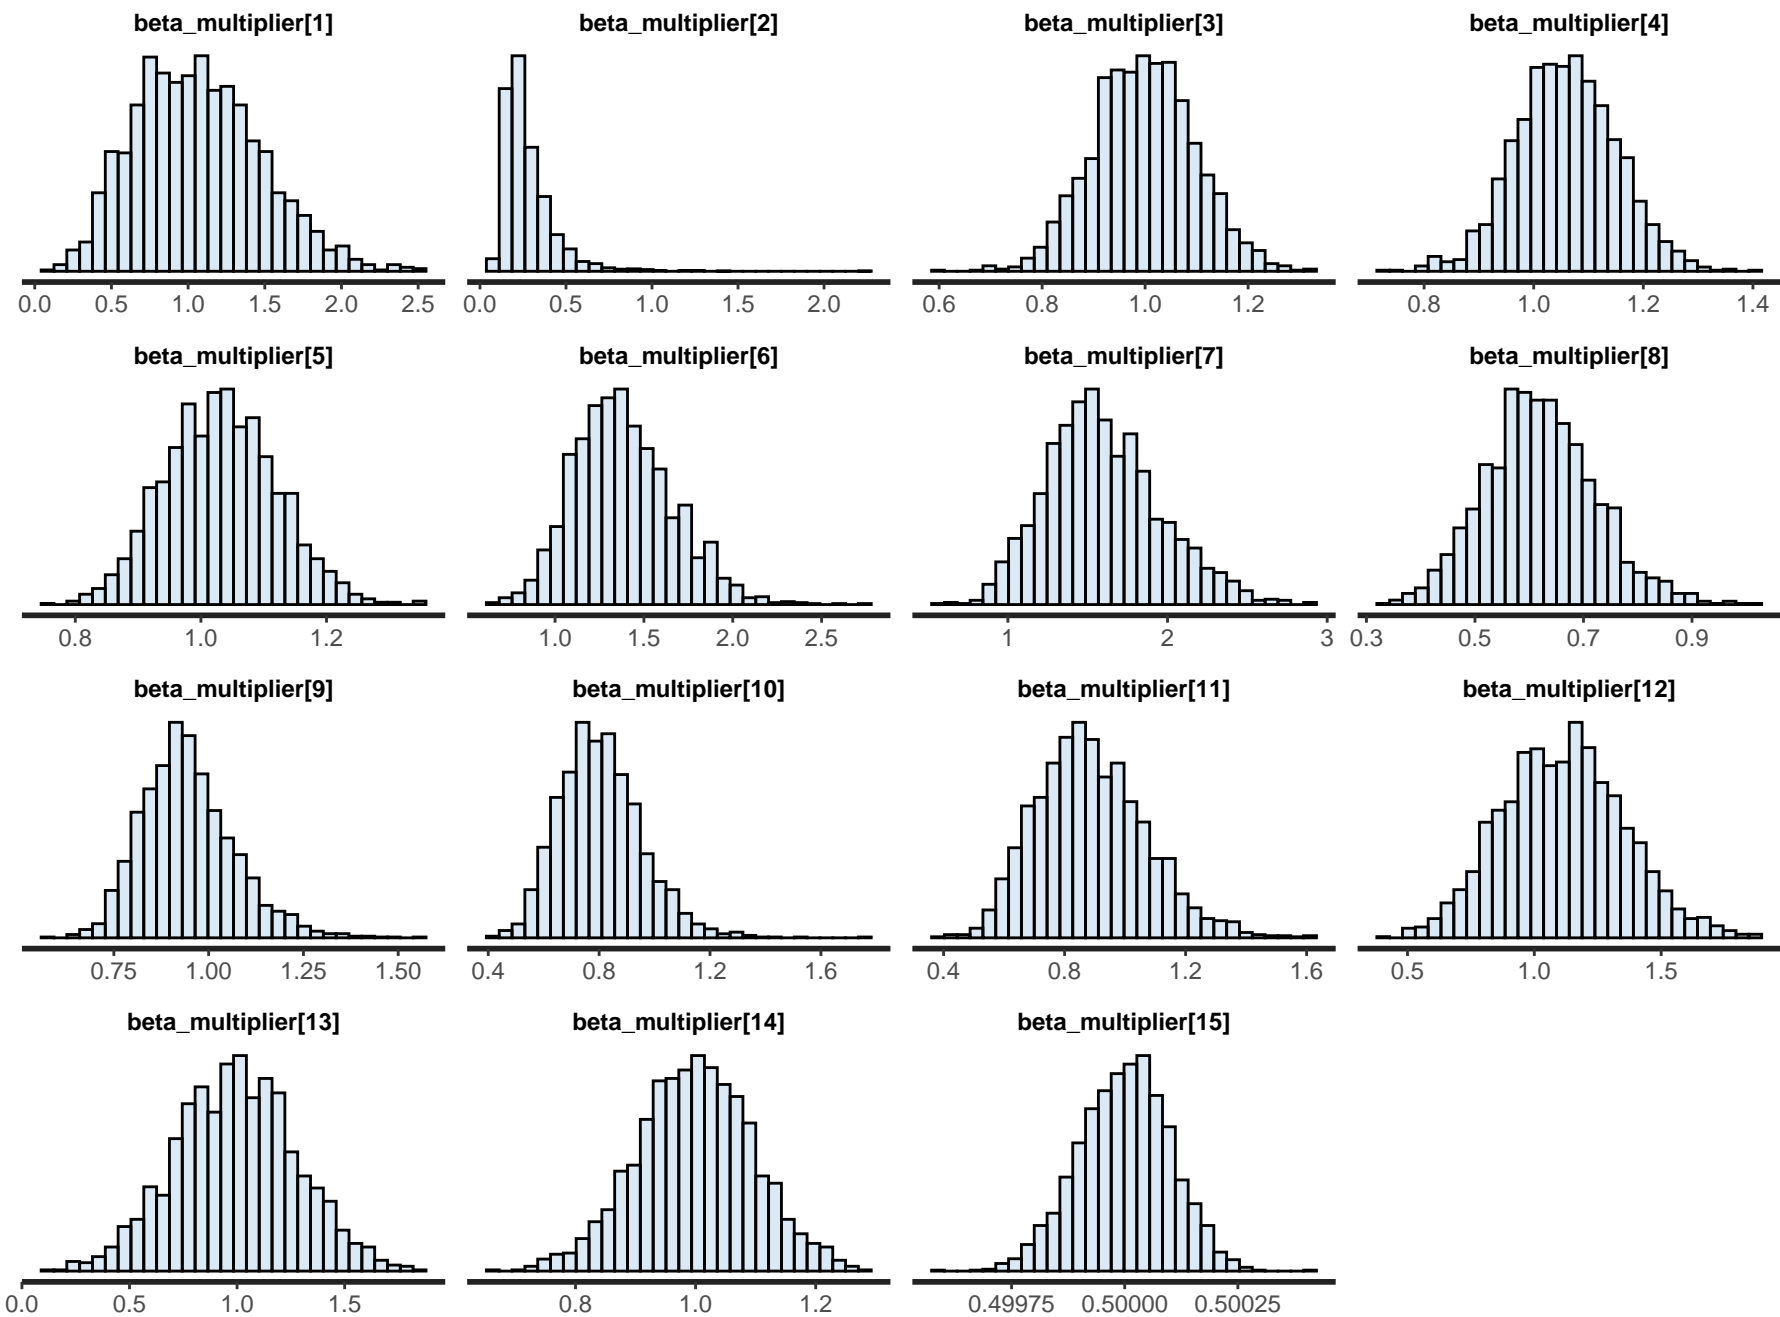 beta_multiplier[1] beta_multiplier[2] beta_multiplier[3] beta_multiplier[4]
0.0 0.5 1.0 1.5 2.0 2.5 0.0 0.5 1.0 1.5 2.0 0.6 0.8 1.0 1.2 0.8 1.0 1.2 1.4
beta_multiplier[5] beta_multiplier[6] beta_multiplier[7] beta_multiplier[8]
0.8 1.0 1.2 1.0 1.5 2.0 2.5 1 2 3 0.3 0.5 0.7 0.9
beta_multiplier[9] beta_multiplier[10] beta_multiplier[11] beta_multiplier[12]
0.75 1.00 1.25 1.50 0.4 0.8 1.2 1.6 0.4 0.8 1.2 1.6 0.5 1.0 1.5
beta_multiplier[13] beta_multiplier[14] beta_multiplier[15]
0.0 0.5 1.0 1.5 0.8 1.0 1.2 0.49975 0.50000 0.50025